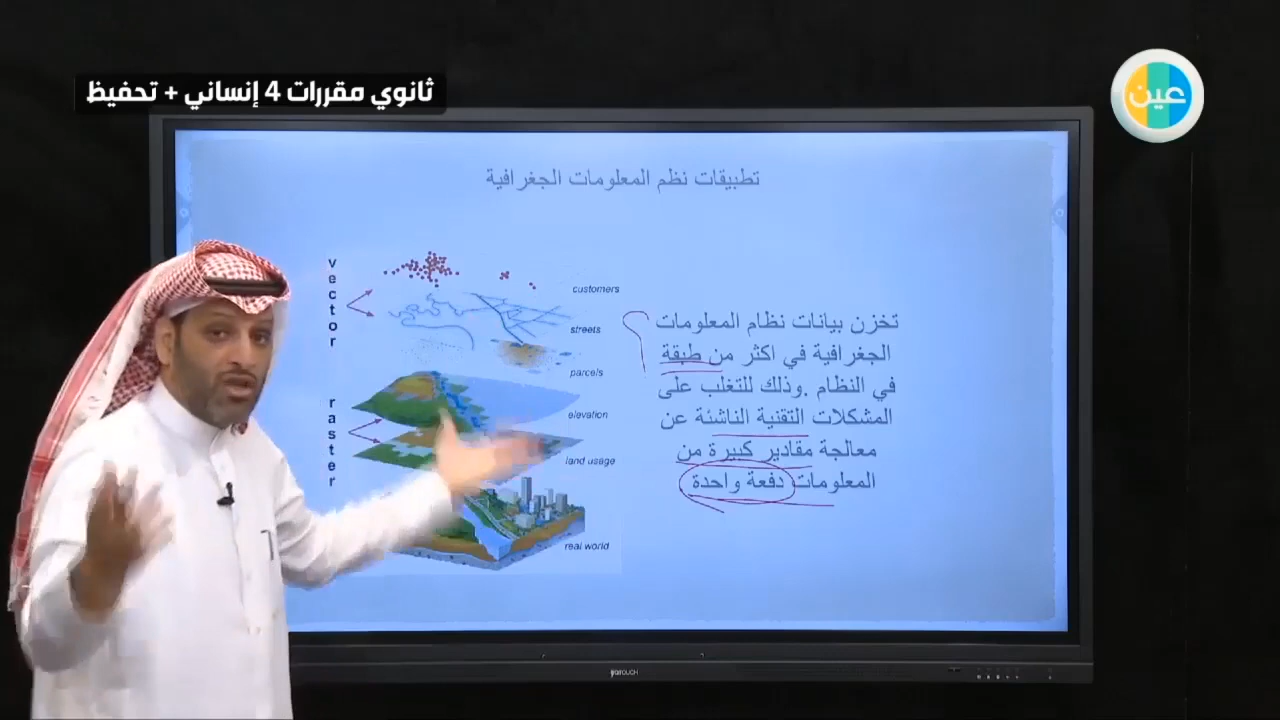 ثانوي مقررات 4 إنساني + تحفيظ
عين
تطبيقات نظم المعلومات الجغرافية
vector
customers
streets
parcels
raster
elevation
land usage
real world
تخزن بيانات نظام المعلومات
الجغرافية في اكثر من طبقة
في النظام .وذلك للتغلب على
المشكلات التقنية الناشئة عن
معالجة مقادير كبيرة من
المعلومات دفعة واحدة